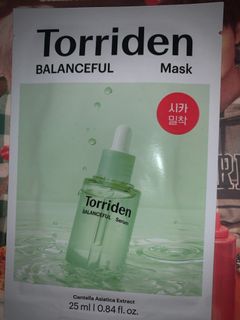 Torriden
BALANCEFUL Mask
시카
밀착
Torriden
BALANCEFUL Serum
Centella Asiatica Extract
25 ml | 0.84 fl. oz.